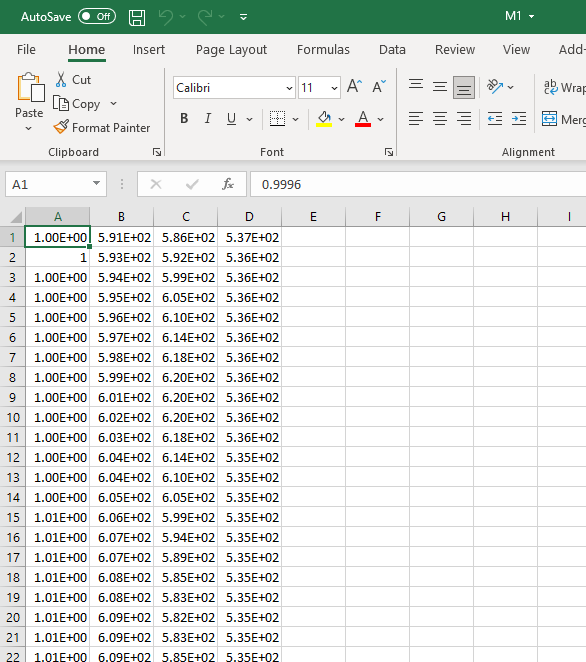 AutoSave Off M1
File Home Insert Page Layout Formulas Data Review View Add-
Cut
Copy
Paste
Format Painter
Calibri 11
B I U A
ab Wrap
Merg
Clipboard Font Alignment
A1 fx 0.9996
A B C D E F G H I
1 1.00E+00 5.91E+02 5.86E+02 5.37E+02
2 1 5.93E+02 5.92E+02 5.36E+02
3 1.00E+00 5.94E+02 5.99E+02 5.36E+02
4 1.00E+00 5.95E+02 6.05E+02 5.36E+02
5 1.00E+00 5.96E+02 6.10E+02 5.36E+02
6 1.00E+00 5.97E+02 6.14E+02 5.36E+02
7 1.00E+00 5.98E+02 6.18E+02 5.36E+02
8 1.00E+00 5.99E+02 6.20E+02 5.36E+02
9 1.00E+00 6.01E+02 6.20E+02 5.36E+02
10 1.00E+00 6.02E+02 6.20E+02 5.36E+02
11 1.00E+00 6.03E+02 6.18E+02 5.36E+02
12 1.00E+00 6.04E+02 6.14E+02 5.35E+02
13 1.00E+00 6.04E+02 6.10E+02 5.35E+02
14 1.00E+00 6.05E+02 6.05E+02 5.35E+02
15 1.01E+00 6.06E+02 5.99E+02 5.35E+02
16 1.01E+00 6.07E+02 5.94E+02 5.35E+02
17 1.01E+00 6.07E+02 5.89E+02 5.35E+02
18 1.01E+00 6.08E+02 5.85E+02 5.35E+02
19 1.01E+00 6.08E+02 5.83E+02 5.35E+02
20 1.01E+00 6.09E+02 5.82E+02 5.35E+02
21 1.01E+00 6.09E+02 5.83E+02 5.35E+02
22 1.01E+00 6.09E+02 5.85E+02 5.35E+02